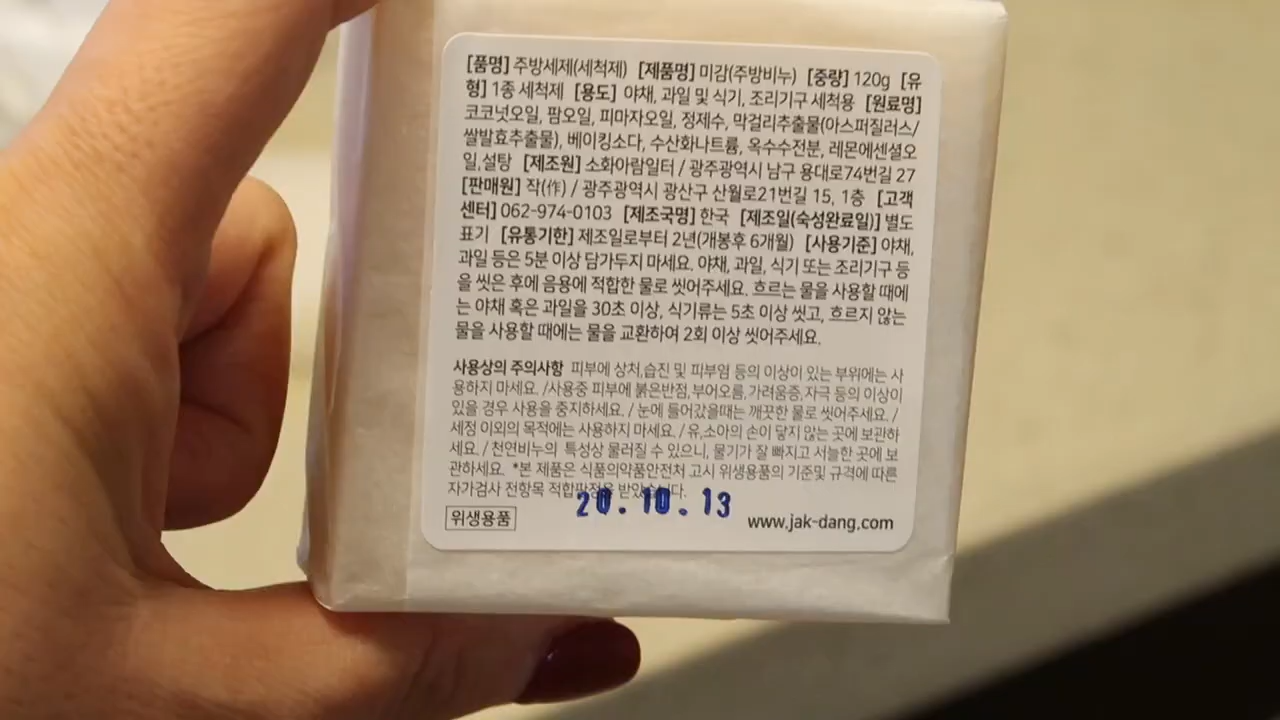 [품명] 주방세제(세척제) [제품명] 미감(주방비누) [중량] 120g [유
형] 1종 세척제 [용도] 야채, 과일 및 식기, 조리기구 세척용 [원료명]
코코넛오일, 팜오일, 피마자오일, 정제수, 막걸리추출물(아스퍼질러스/
쌀발효추출물), 베이킹소다, 수산화나트륨, 옥수수전분, 레몬에센셜오
일,설탕 [제조원] 소화아람일터 / 광주광역시 남구 용대로74번길 27
[판매원] 작(作) / 광주광역시 광산구 산월로21번길 15, 1층 [고객
센터] 062-974-0103 [제조국명] 한국 [제조일(숙성완료일)] 별도
표기 [유통기한] 제조일로부터 2년(개봉후 6개월) [사용기준] 야채,
과일 등은 5분 이상 담가두지 마세요. 야채, 과일, 식기 또는 조리기구 등
을 씻은 후에 음용에 적합한 물로 씻어주세요. 흐르는 물을 사용할 때에
는 야채 혹은 과일을 30초 이상, 식기류는 5초 이상 씻고, 흐르지 않는
물을 사용할 때에는 물을 교환하여 2회 이상 씻어주세요.
사용상의 주의사항 피부에 상처,습진 및 피부염 등의 이상이 있는 부위에는 사
용하지 마세요. /사용중 피부에 붉은반점,부어오름,가려움증,자극 등의 이상이
있을 경우 사용을 중지하세요. / 눈에 들어갔을때는 깨끗한 물로 씻어주세요. /
세정 이외의 목적에는 사용하지 마세요. / 유,소아의 손이 닿지 않는 곳에 보관하
세요. / 천연비누의 특성상 물러질 수 있으니, 물기가 잘 빠지고 서늘한 곳에 보
관하세요. *본 제품은 식품의약품안전처 고시 위생용품의 기준및 규격에 따른
자가검사 전항목 적합판정을 받았습니다.
20.10.13
위생용품 www.jak-dang.com